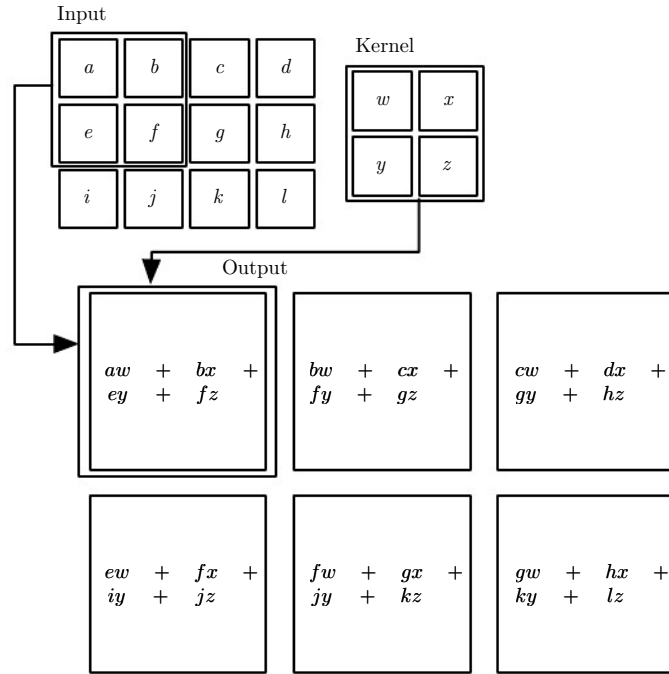 Input
Kernel
a b c d
w x
e f g h
y z
i j k l
Output
aw + bx +
ey + fz
bw + cx +
fy + gz
cw + dx +
gy + hz
ew + fx +
iy + jz
fw + gx +
jy + kz
gw + hx +
ky + lz